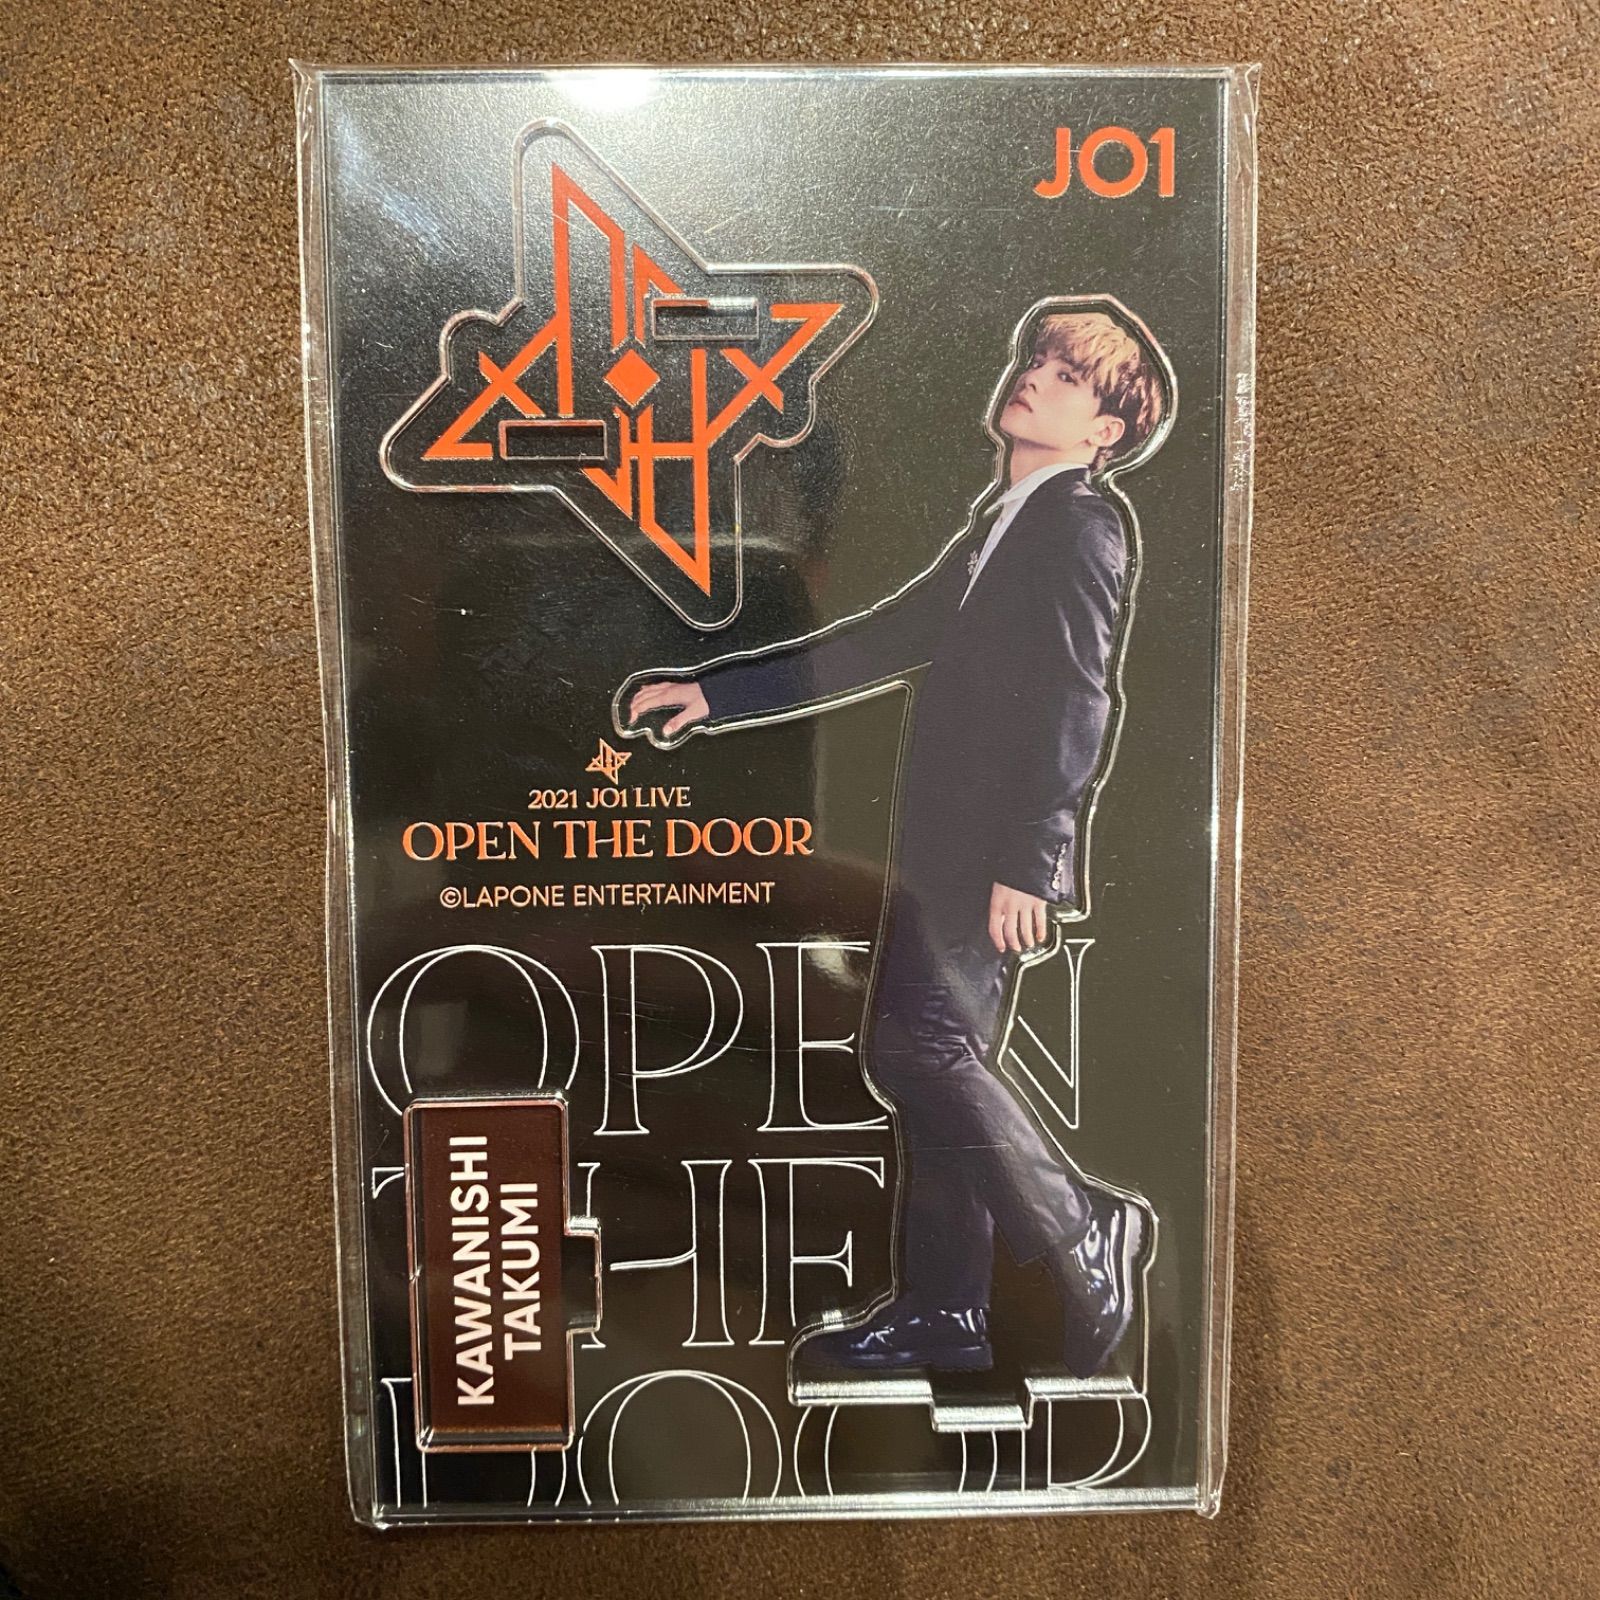 JO1
2021 JO1 LIVE
OPEN THE DOOR
©LAPONE ENTERTAINMENT
OPEN
THE
DOOR
KAWANISHI
TAKUMI